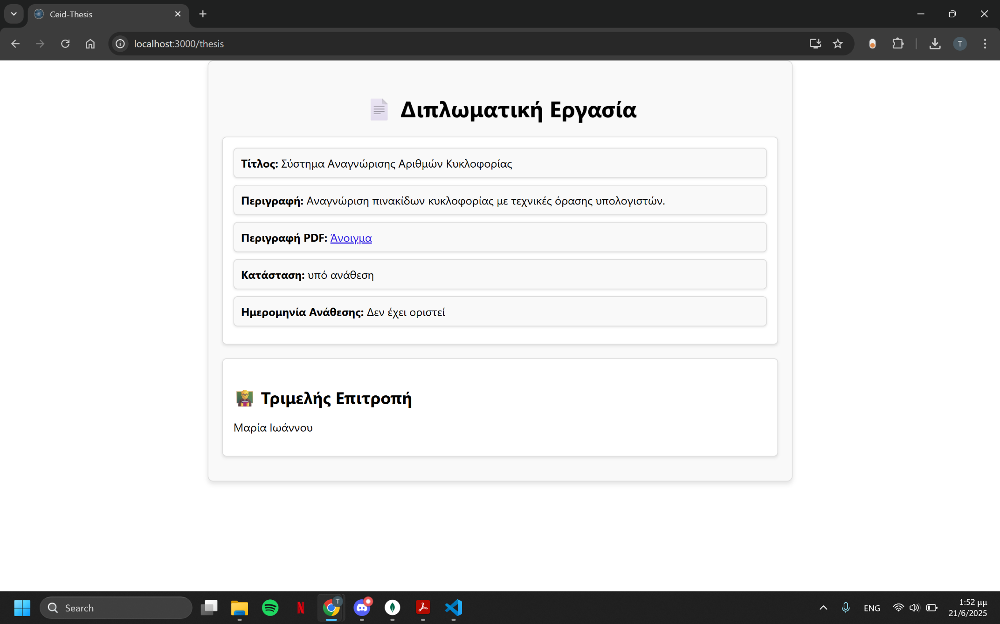 Ceid-Thesis
localhost:3000/thesis
T
Διπλωματική Εργασία
Τίτλος: Σύστημα Αναγνώρισης Αριθμών Κυκλοφορίας
Περιγραφή: Αναγνώριση πινακίδων κυκλοφορίας με τεχνικές όρασης υπολογιστών.
Περιγραφή PDF: Άνοιγμα
Κατάσταση: υπό ανάθεση
Ημερομηνία Ανάθεσης: Δεν έχει οριστεί
Τριμελής Επιτροπή
Μαρία Ιωάννου
Search
N
T
ENG
1:52 μμ
21/6/2025